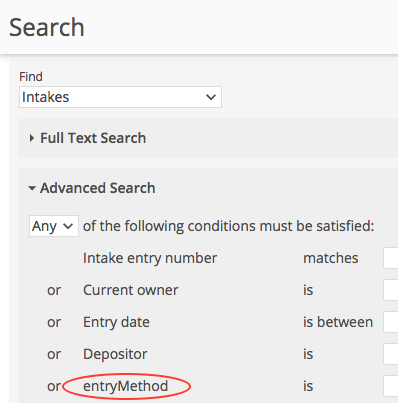 Search
Find
Intakes
Full Text Search
Advanced Search
Any of the following conditions must be satisfied:
Intake entry number matches
or Current owner is
or Entry date is between
or Depositor is
or entryMethod is